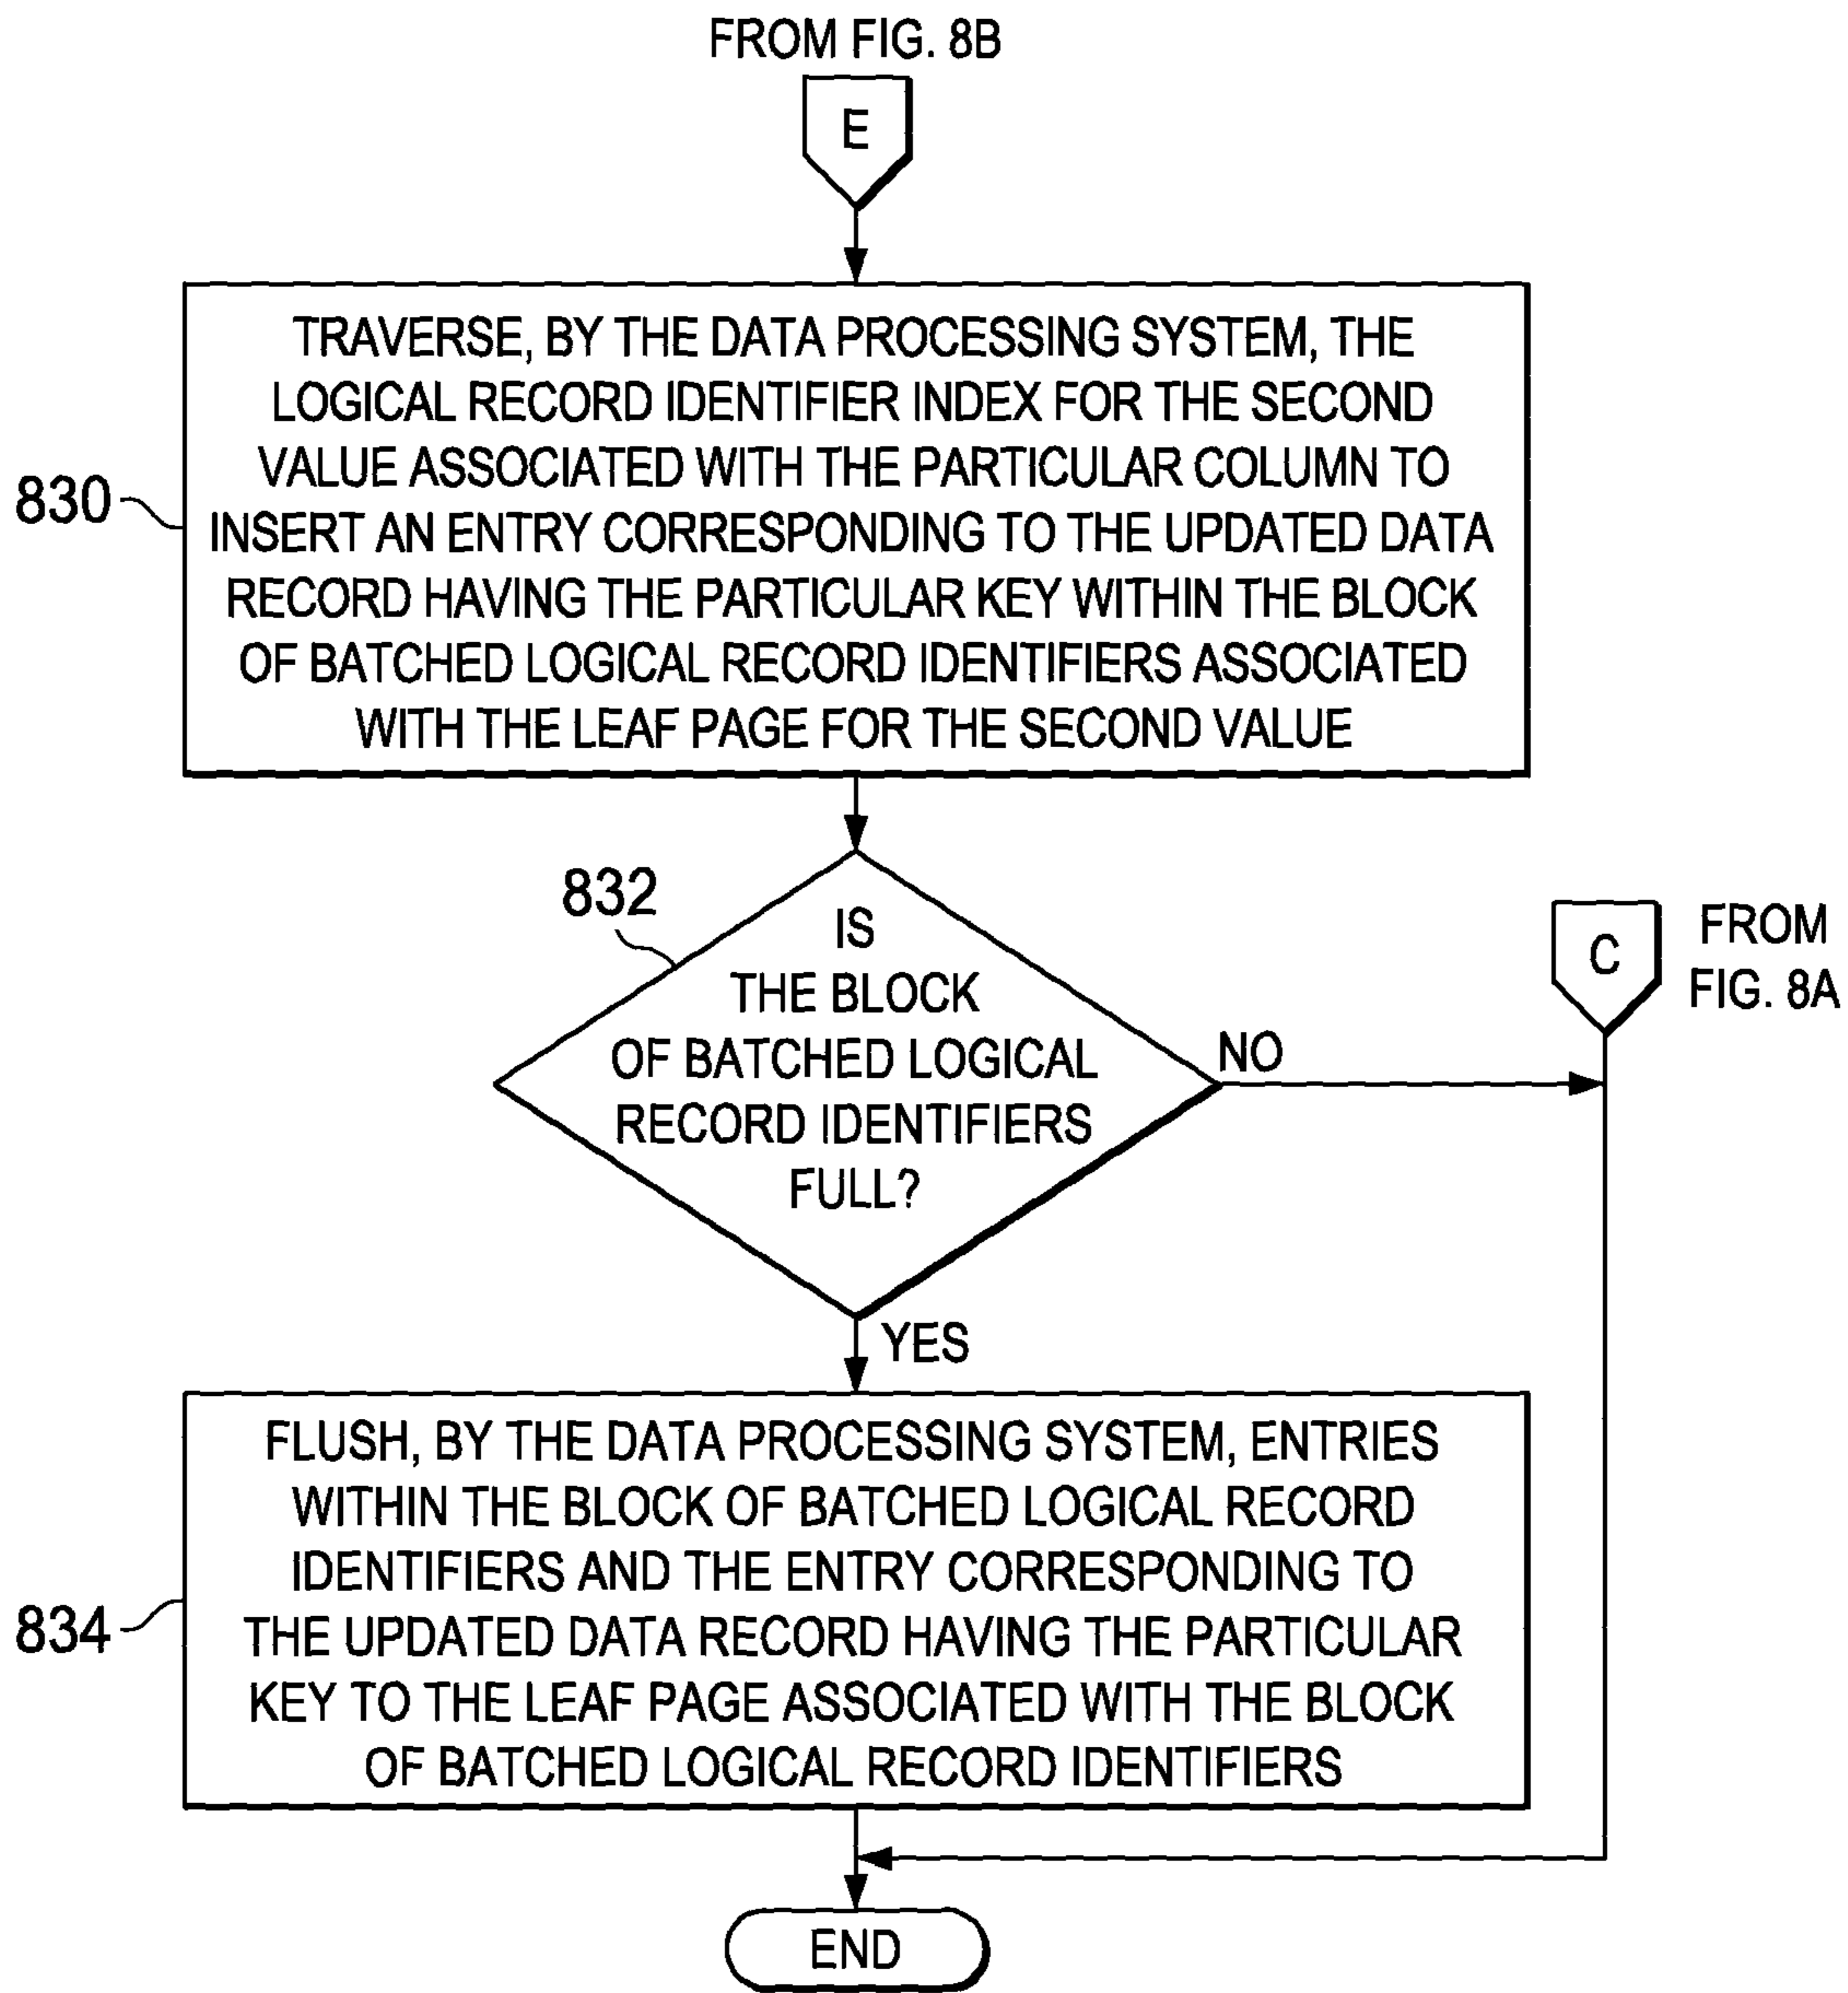 FROM FIG. 8B
E
TRAVERSE, BY THE DATA PROCESSING SYSTEM, THE
LOGICAL RECORD IDENTIFIER INDEX FOR THE SECOND
VALUE ASSOCIATED WITH THE PARTICULAR COLUMN TO
INSERT AN ENTRY CORRESPONDING TO THE UPDATED DATA
RECORD HAVING THE PARTICULAR KEY WITHIN THE BLOCK
OF BATCHED LOGICAL RECORD IDENTIFIERS ASSOCIATED
WITH THE LEAF PAGE FOR THE SECOND VALUE
830
832
IS
THE BLOCK
OF BATCHED LOGICAL
RECORD IDENTIFIERS
FULL?
NO
C
FROM
FIG. 8A
YES
FLUSH, BY THE DATA PROCESSING SYSTEM, ENTRIES
WITHIN THE BLOCK OF BATCHED LOGICAL RECORD
IDENTIFIERS AND THE ENTRY CORRESPONDING TO
THE UPDATED DATA RECORD HAVING THE PARTICULAR
KEY TO THE LEAF PAGE ASSOCIATED WITH THE BLOCK
OF BATCHED LOGICAL RECORD IDENTIFIERS
834
END